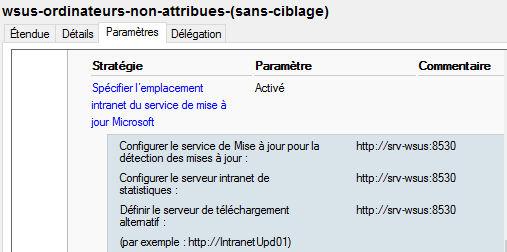 wsus-ordinateurs-non-attribues-(sans-ciblage)
Étendue Détails Paramètres Délégation
Stratégie Paramètre Commentaire
Spécifier l'emplacement Activé
intranet du service de mise à
jour Microsoft
Configurer le service de Mise à jour pour la http://srv-wsus:8530
détection des mises à jour :
Configurer le serveur intranet de http://srv-wsus:8530
statistiques :
Définir le serveur de téléchargement http://srv-wsus:8530
alternatif :
(par exemple : http://IntranetUpd01)